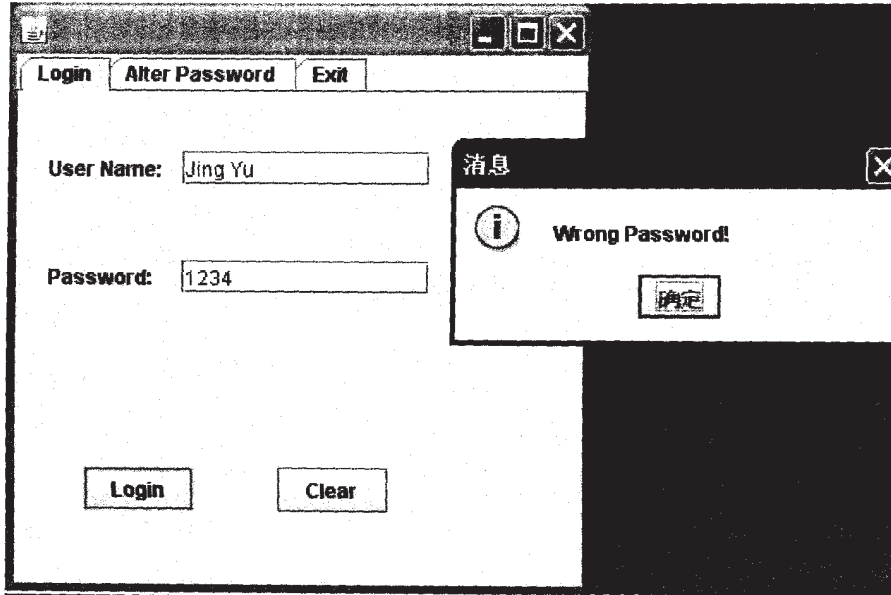 Login Alter Password Exit
User Name: Jing Yu
Password: 1234
Login Clear
消息
Wrong Password!
确定